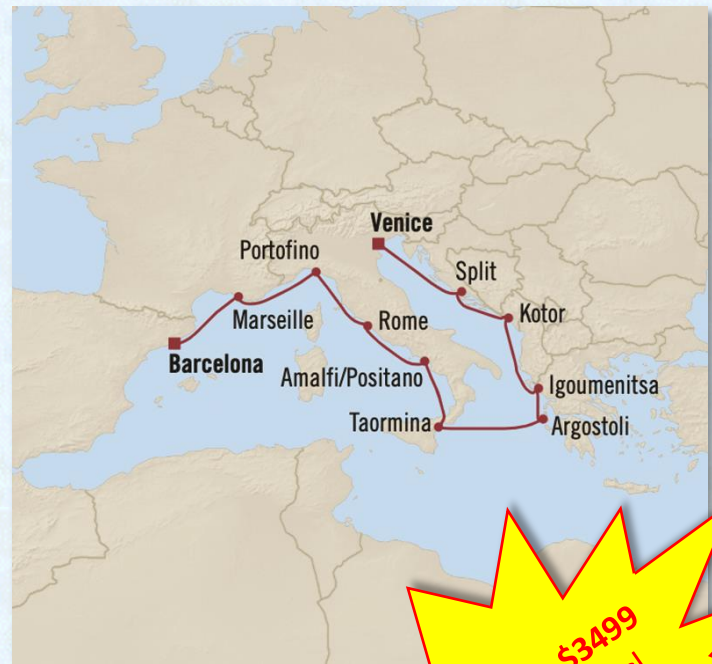 Venice
Portofino
Split
Kotor
Marseille
Rome
Barcelona
Amalfi/Positano
Igoumenitsa
Taormina
Argostoli
$3499